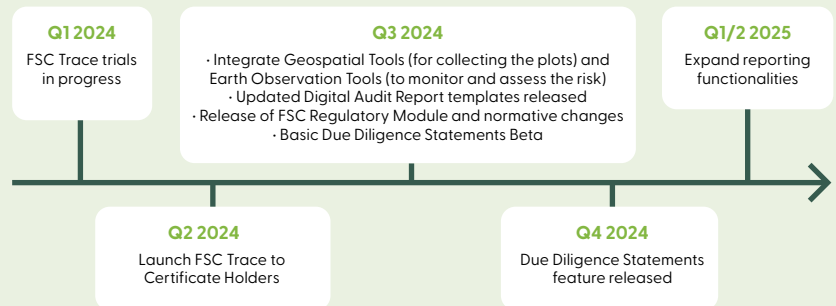 Q1 2024
FSC Trace trials
in progress
Q3 2024
· Integrate Geospatial Tools (for collecting the plots) and
Earth Observation Tools (to monitor and assess the risk)
· Updated Digital Audit Report templates released
· Release of FSC Regulatory Module and normative changes
· Basic Due Diligence Statements Beta
Q1/2 2025
Expand reporting
functionalities
Q2 2024
Launch FSC Trace to
Certificate Holders
Q4 2024
Due Diligence Statements
feature released